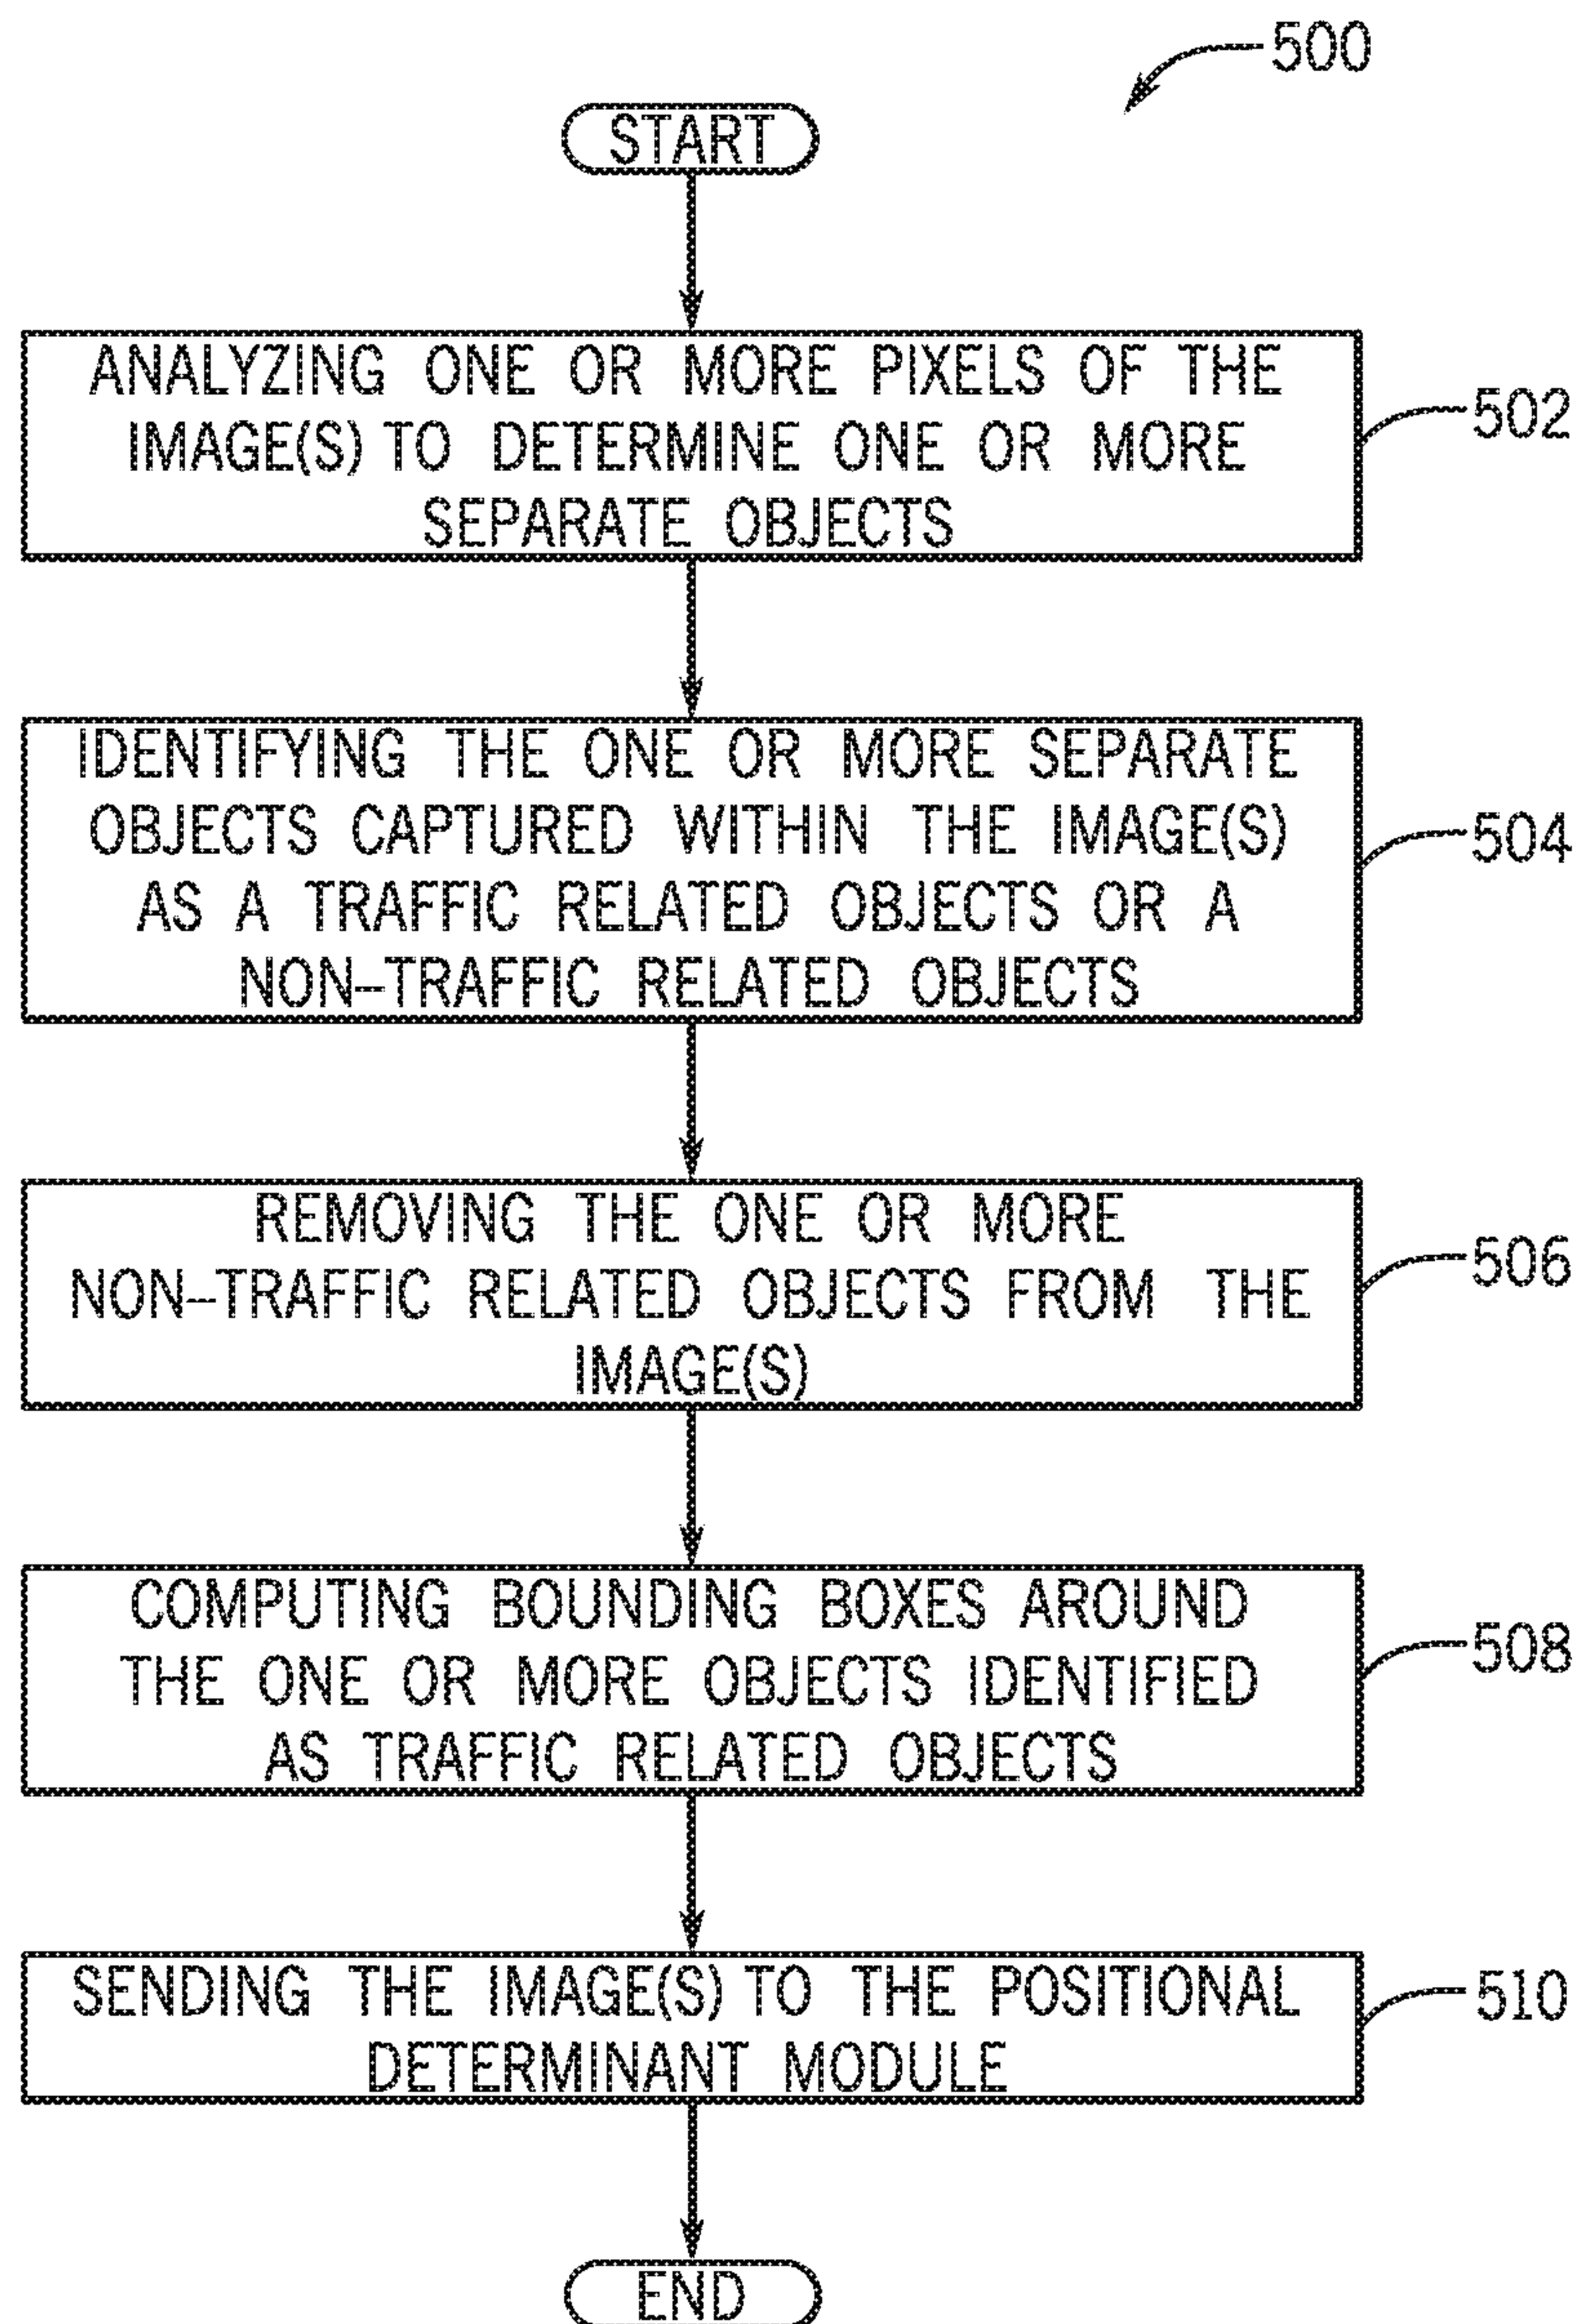 500
START
ANALYZING ONE OR MORE PIXELS OF THE
IMAGE(S) TO DETERMINE ONE OR MORE
SEPARATE OBJECTS
502
IDENTIFYING THE ONE OR MORE SEPARATE
OBJECTS CAPTURED WITHIN THE IMAGE(S)
AS A TRAFFIC RELATED OBJECTS OR A
NON-TRAFFIC RELATED OBJECTS
504
REMOVING THE ONE OR MORE
NON-TRAFFIC RELATED OBJECTS FROM THE
IMAGE(S)
506
COMPUTING BOUNDING BOXES AROUND
THE ONE OR MORE OBJECTS IDENTIFIED
AS TRAFFIC RELATED OBJECTS
508
SENDING THE IMAGE(S) TO THE POSITIONAL
DETERMINANT MODULE
510
END